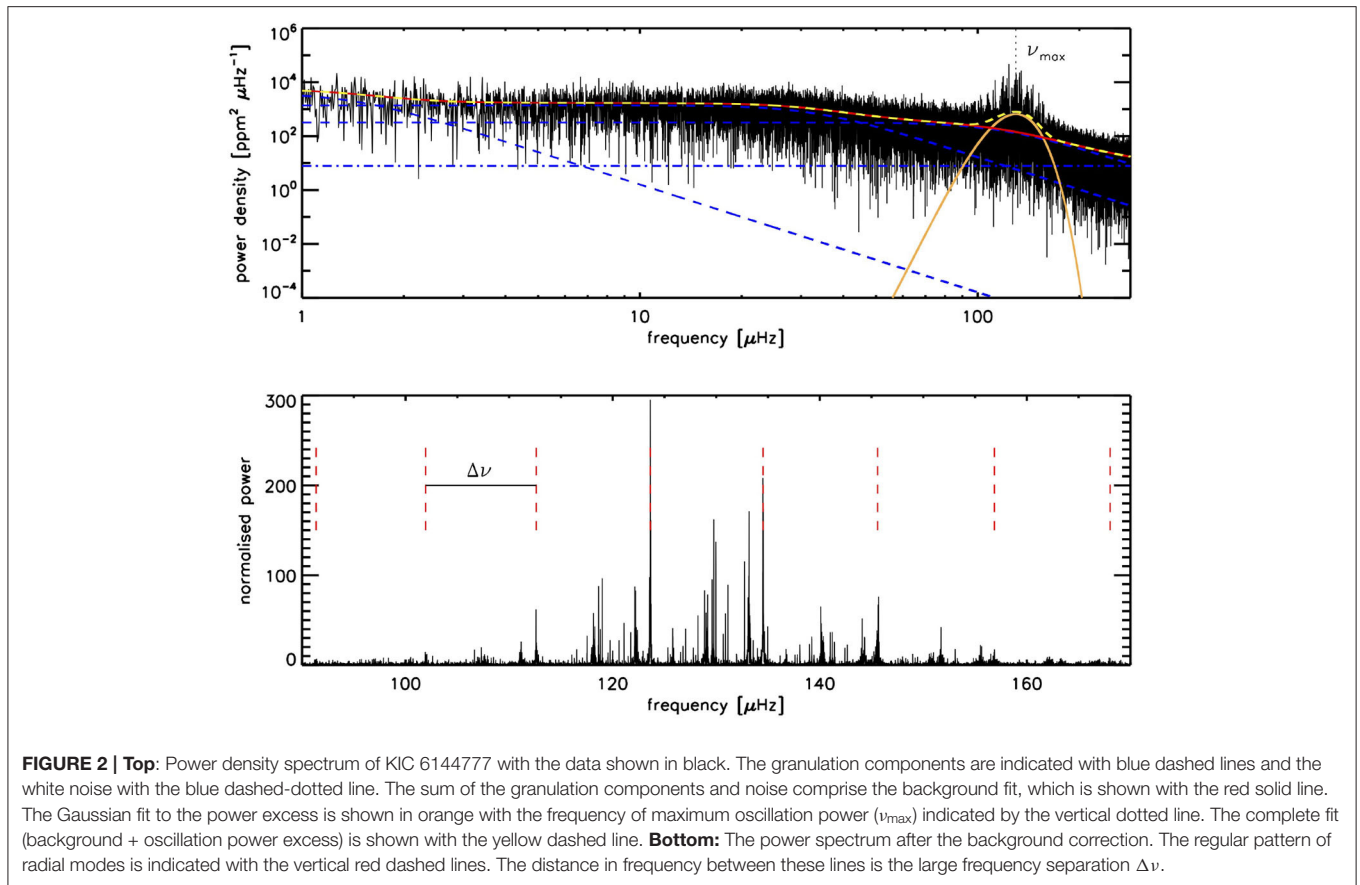 10⁶
10⁴
10²
10⁰
10⁻²
10⁻⁴
power density [ppm² μHz⁻¹]
ν_max
1 10 100
frequency [μHz]
300
200
100
0
normalised power
Δν
100 120 140 160
frequency [μHz]
FIGURE 2 | Top: Power density spectrum of KIC 6144777 with the data shown in black. The granulation components are indicated with blue dashed lines and the
white noise with the blue dashed-dotted line. The sum of the granulation components and noise comprise the background fit, which is shown with the red solid line.
The Gaussian fit to the power excess is shown in orange with the frequency of maximum oscillation power (ν_max) indicated by the vertical dotted line. The complete fit
(background + oscillation power excess) is shown with the yellow dashed line. Bottom: The power spectrum after the background correction. The regular pattern of
radial modes is indicated with the vertical red dashed lines. The distance in frequency between these lines is the large frequency separation Δν.